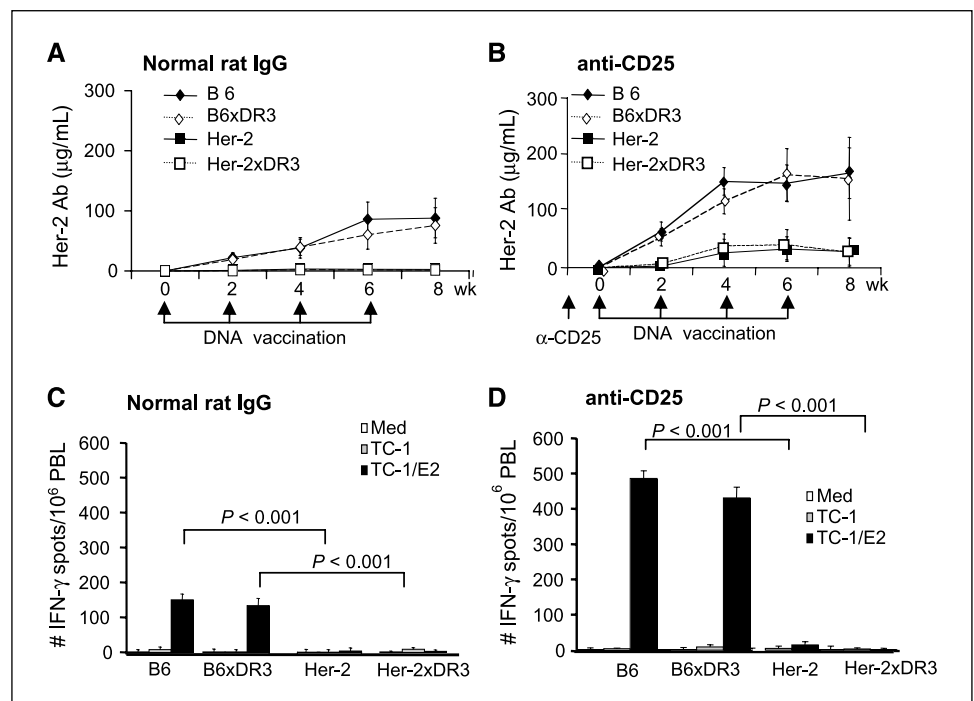 A
Normal rat IgG
B 6
B6xDR3
Her-2
Her-2xDR3
Her-2 Ab (µg/mL)
300
200
100
0
0 2 4 6 8 wk
DNA vaccination
B
anti-CD25
B 6
B6xDR3
Her-2
Her-2xDR3
Her-2 Ab (µg/mL)
300
200
100
0
0 2 4 6 8 wk
α-CD25
DNA vaccination
C
Normal rat IgG
Med
TC-1
TC-1/E2
# IFN-γ spots/10⁶ PBL
600
500
400
300
200
100
0
P < 0.001
P < 0.001
B6 B6xDR3 Her-2 Her-2xDR3
D
anti-CD25
P < 0.001
P < 0.001
Med
TC-1
TC-1/E2
# IFN-γ spots/10⁶ PBL
600
500
400
300
200
100
0
B6 B6xDR3 Her-2 Her-2xDR3